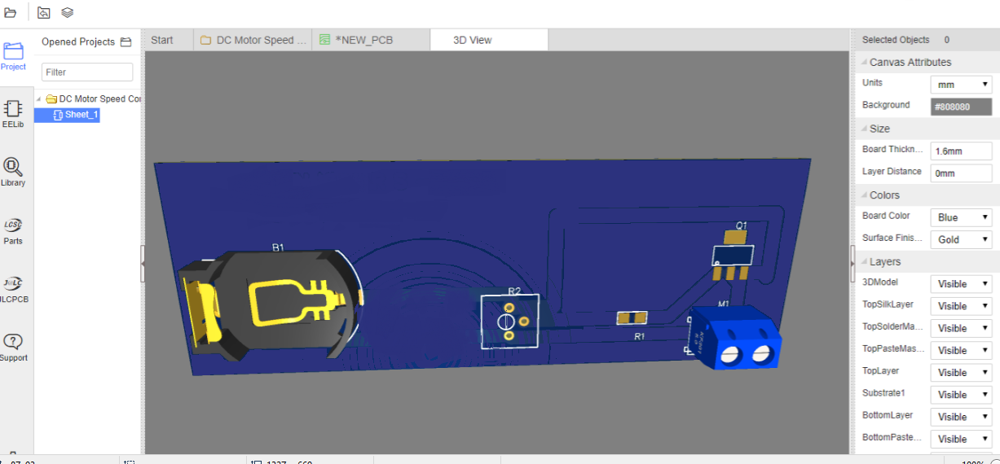 Start
DC Motor Speed ...
*NEW_PCB
3D View
Project
EELib
Library
LCSC
Parts
JLCPCB
Support
Opened Projects
Filter
DC Motor Speed Co
Sheet_1
B1
R2
Q1
R1
M1
Selected Objects 0
Canvas Attributes
Units mm
Background #808080
Size
Board Thickn... 1.6mm
Layer Distance 0mm
Colors
Board Color Blue
Surface Finis... Gold
Layers
3DModel Visible
TopSilkLayer Visible
TopSolderMa... Visible
TopPasteMas... Visible
TopLayer Visible
Substrate1 Visible
BottomLayer Visible
BottomPaste... Visible